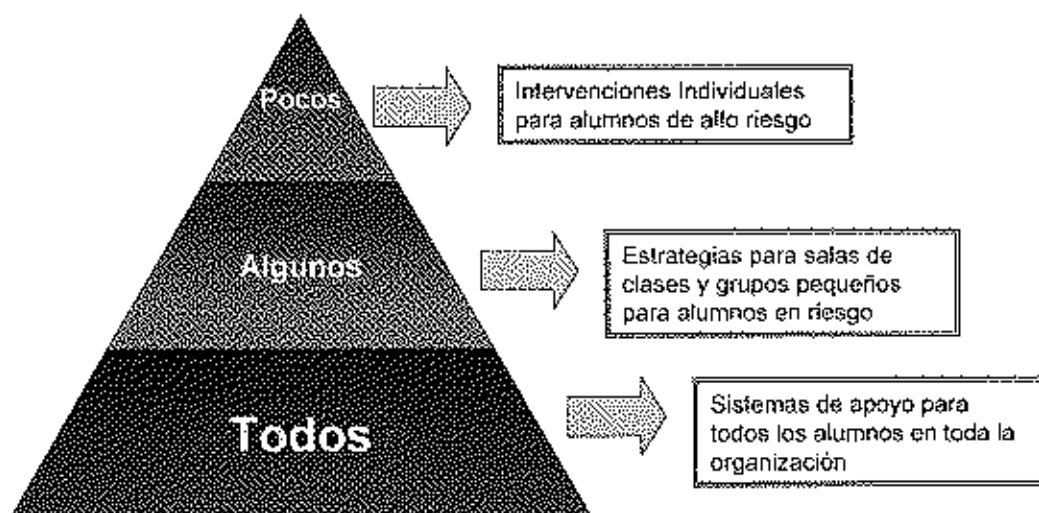 Pocos
Intervenciones Individuales
para alumnos de alto riesgo
Algunos
Estrategias para salas de
clases y grupos pequeños
para alumnos en riesgo
Todos
Sistemas de apoyo para
todos los alumnos en toda la
organización